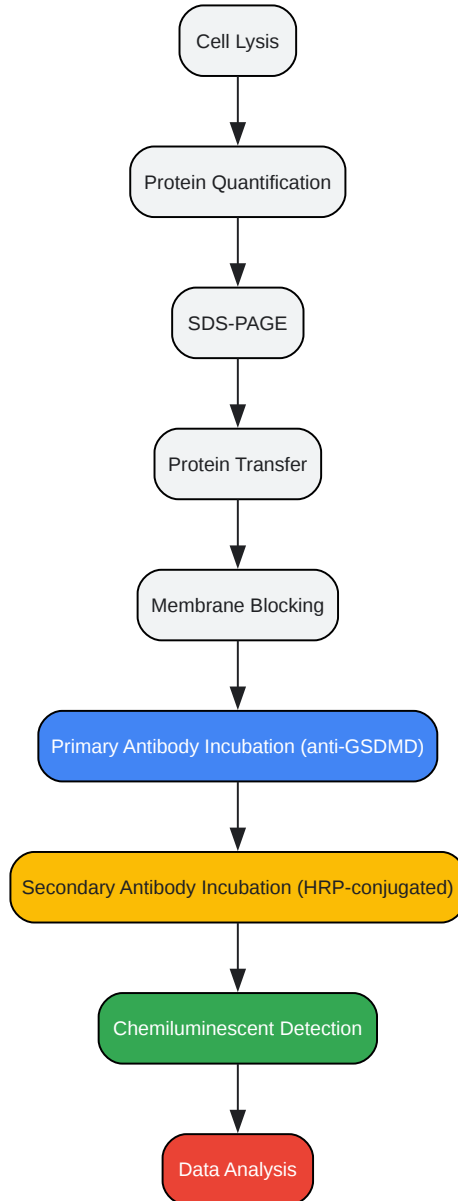 Cell Lysis
Protein Quantification
SDS-PAGE
Protein Transfer
Membrane Blocking
Primary Antibody Incubation (anti-GSDMD)
Secondary Antibody Incubation (HRP-conjugated)
Chemiluminescent Detection
Data Analysis